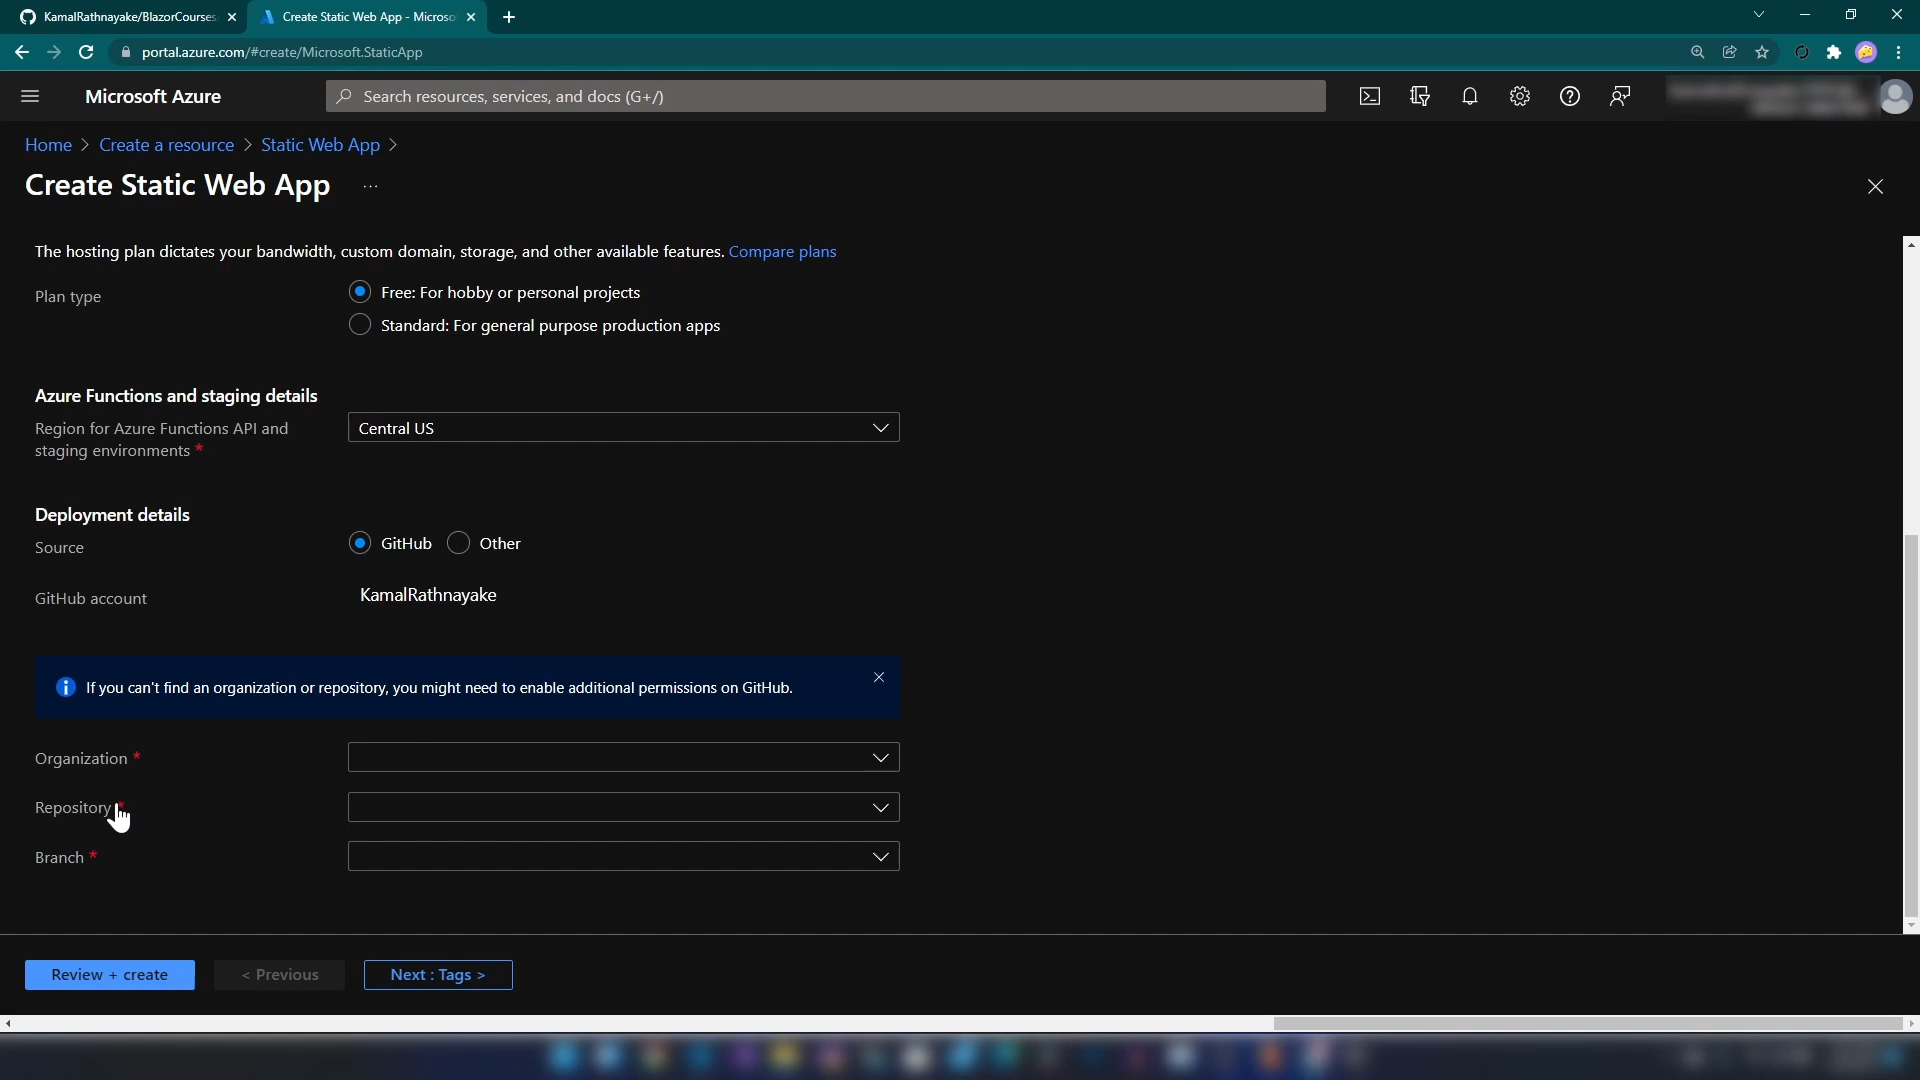 KamalRathnayake/BlazorCourses
Create Static Web App - Microso
portal.azure.com/#create/Microsoft.StaticApp
Microsoft Azure
Search resources, services, and docs (G+/)
Home > Create a resource > Static Web App >
Create Static Web App ...
The hosting plan dictates your bandwidth, custom domain, storage, and other available features. Compare plans
Plan type
Free: For hobby or personal projects
Standard: For general purpose production apps
Azure Functions and staging details
Region for Azure Functions API and
staging environments *
Central US
Deployment details
Source
GitHub
Other
GitHub account
KamalRathnayake
If you can't find an organization or repository, you might need to enable additional permissions on GitHub.
Organization *
Repository *
Branch *
Review + create
< Previous
Next : Tags >